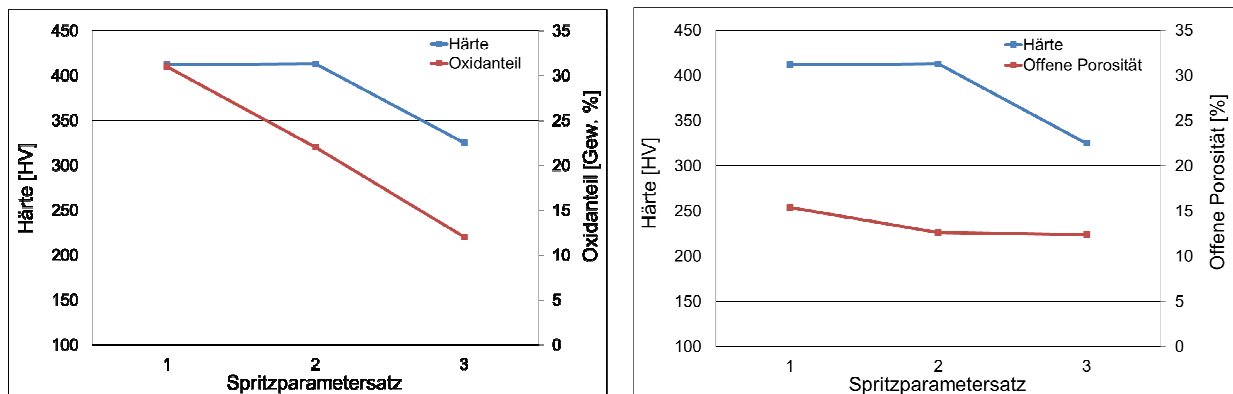 Härte [HV]
450
400
350
300
250
200
150
100
Härte
Oxidanteil
35
30
25
20
15
10
5
0
Oxidanteil [Gew. %]
1 2 3
Spritzparametersatz
Härte [HV]
450
400
350
300
250
200
150
100
Härte
Offene Porosität
35
30
25
20
15
10
5
0
Offene Porosität [%]
1 2 3
Spritzparametersatz